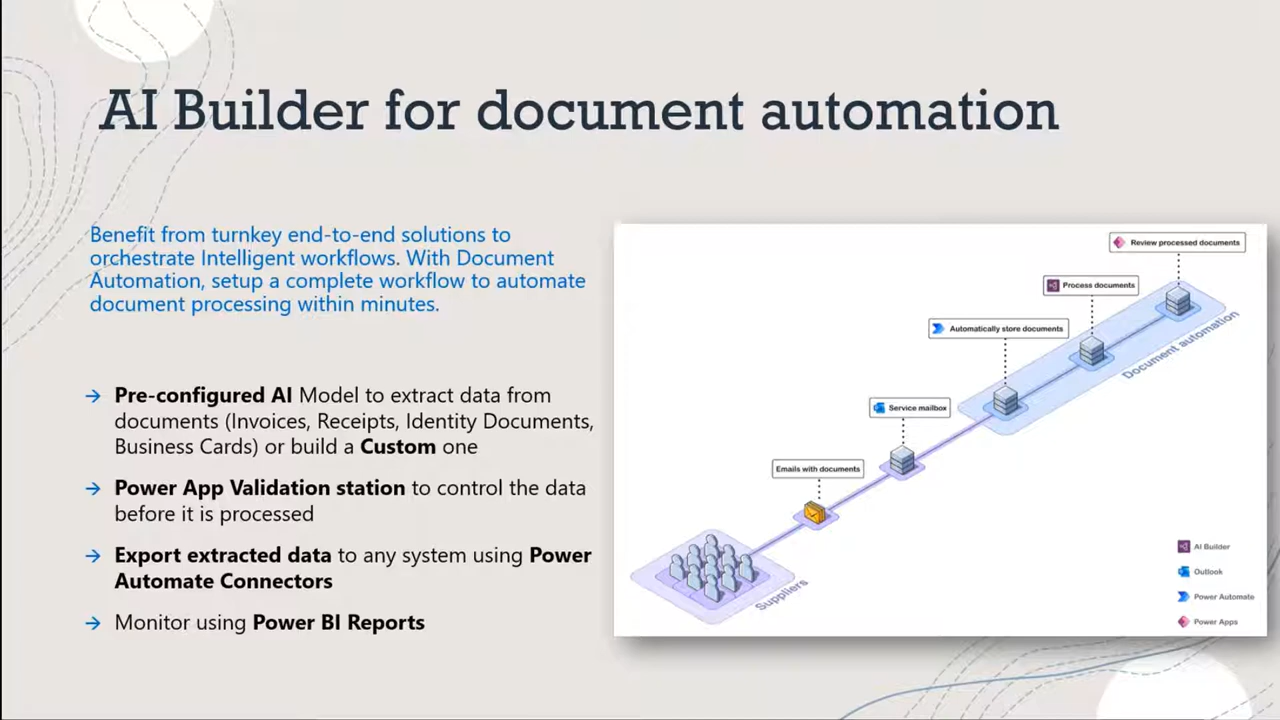 AI Builder for document automation
Benefit from turnkey end-to-end solutions to
orchestrate Intelligent workflows. With Document
Automation, setup a complete workflow to automate
document processing within minutes.
→ Pre-configured AI Model to extract data from
documents (Invoices, Receipts, Identity Documents,
Business Cards) or build a Custom one
→ Power App Validation station to control the data
before it is processed
→ Export extracted data to any system using Power
Automate Connectors
→ Monitor using Power BI Reports
Review processed documents
Process documents
Automatically store documents
Document automation
Service mailbox
Emails with documents
Suppliers
AI Builder
Outlook
Power Automate
Power Apps